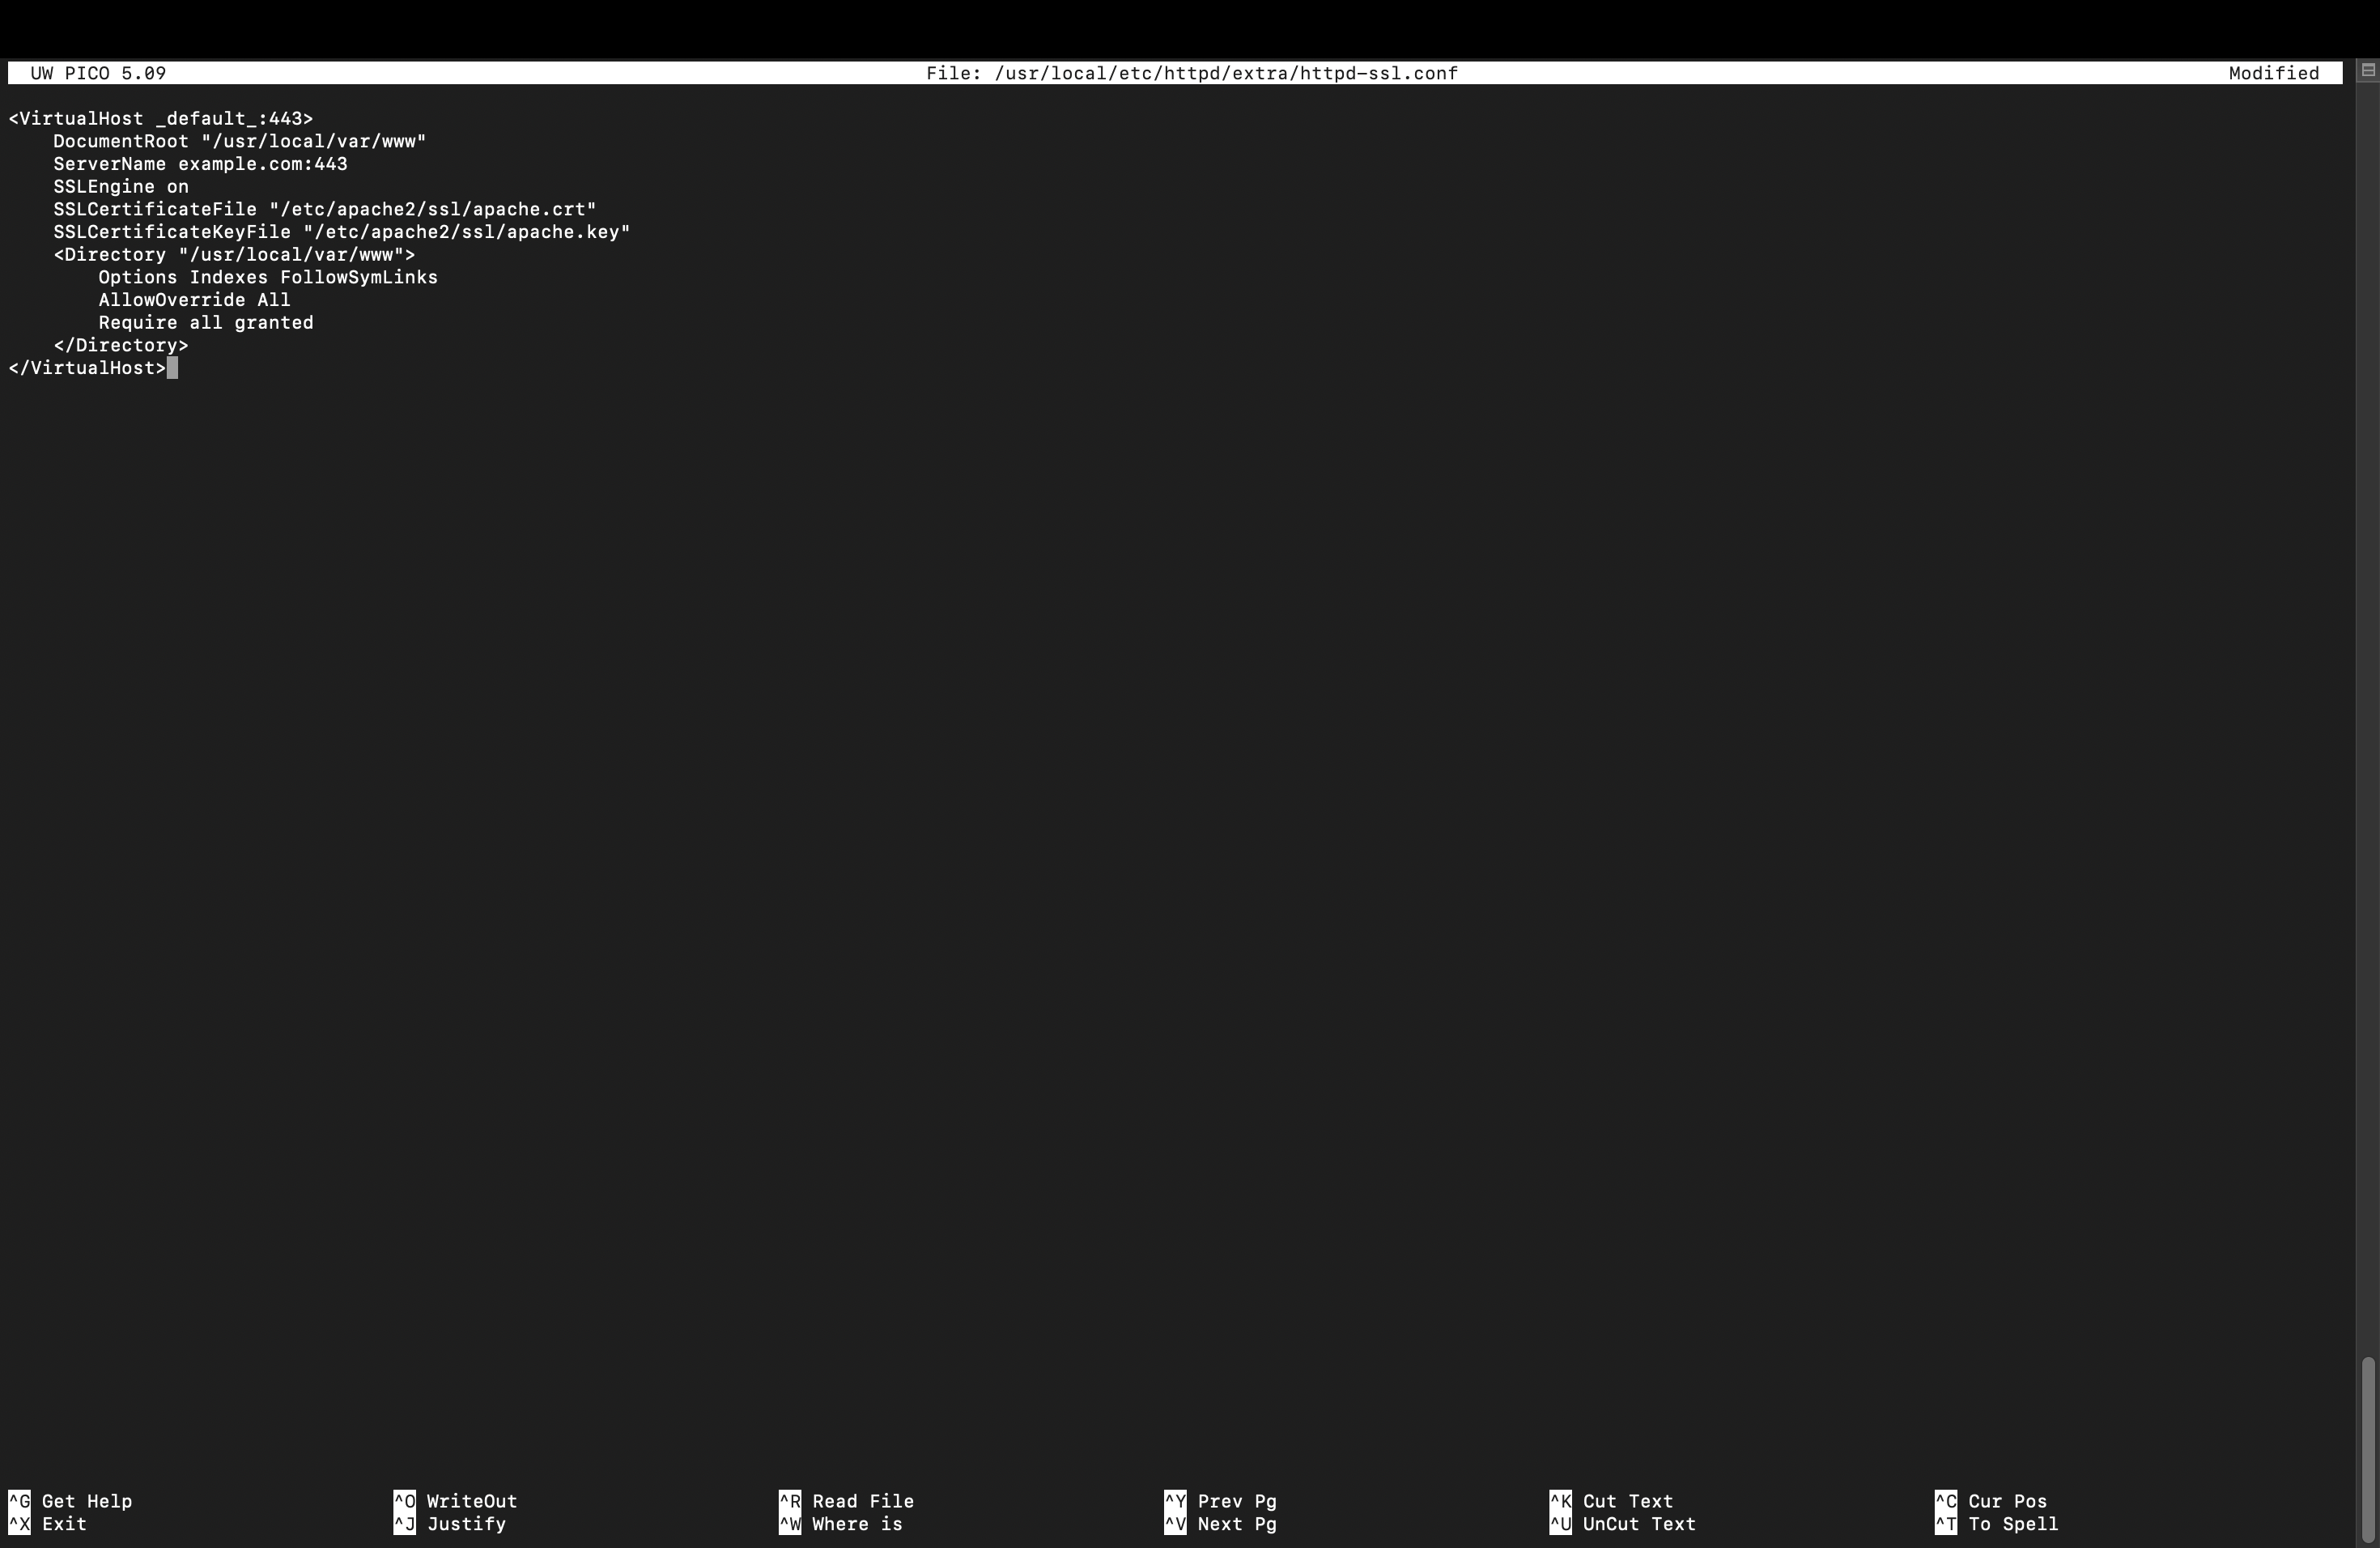 UW PICO 5.09 File: /usr/local/etc/httpd/extra/httpd-ssl.conf Modified
<VirtualHost _default_:443>
    DocumentRoot "/usr/local/var/www"
    ServerName example.com:443
    SSLEngine on
    SSLCertificateFile "/etc/apache2/ssl/apache.crt"
    SSLCertificateKeyFile "/etc/apache2/ssl/apache.key"
    <Directory "/usr/local/var/www">
        Options Indexes FollowSymLinks
        AllowOverride All
        Require all granted
    </Directory>
</VirtualHost>
^G Get Help ^O WriteOut ^R Read File ^Y Prev Pg ^K Cut Text ^C Cur Pos
^X Exit ^J Justify ^W Where is ^V Next Pg ^U UnCut Text ^T To Spell